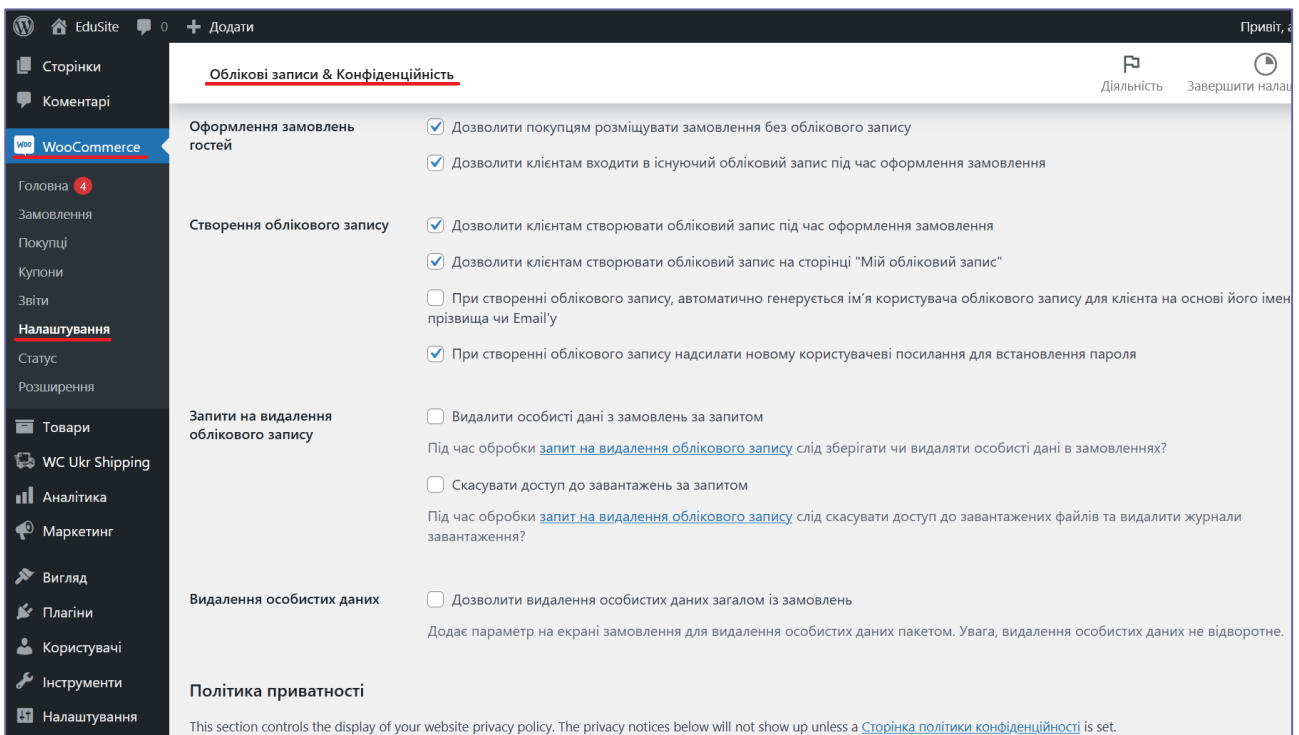 EduSite 0 Додати
Привіт, а
Сторінки
Коментарі
Woo WooCommerce
Головна 4
Замовлення
Покупці
Купони
Звіти
Налаштування
Статус
Розширення
Товари
WC Ukr Shipping
Аналітика
Маркетинг
Вигляд
Плагіни
Користувачі
Інструменти
Налаштування
Облікові записи & Конфіденційність
Діяльність
Завершити налаш
Оформлення замовлень
гостей
Дозволити покупцям розміщувати замовлення без облікового запису
Дозволити клієнтам входити в існуючий обліковий запис під час оформлення замовлення
Створення облікового запису
Дозволити клієнтам створювати обліковий запис під час оформлення замовлення
Дозволити клієнтам створювати обліковий запис на сторінці "Мій обліковий запис"
При створенні облікового запису, автоматично генерується ім’я користувача облікового запису для клієнта на основі його імен
прізвища чи Email'у
При створенні облікового запису надсилати новому користувачеві посилання для встановлення пароля
Запити на видалення
облікового запису
Видалити особисті дані з замовлень за запитом
Під час обробки запит на видалення облікового запису слід зберігати чи видаляти особисті дані в замовленнях?
Скасувати доступ до завантажень за запитом
Під час обробки запит на видалення облікового запису слід скасувати доступ до завантажених файлів та видалити журнали
завантаження?
Видалення особистих даних
Дозволити видалення особистих даних загалом із замовлень
Додає параметр на екрані замовлення для видалення особистих даних пакетом. Увага, видалення особистих даних не відворотне.
Політика приватності
This section controls the display of your website privacy policy. The privacy notices below will not show up unless a Сторінка політики конфіденційності is set.